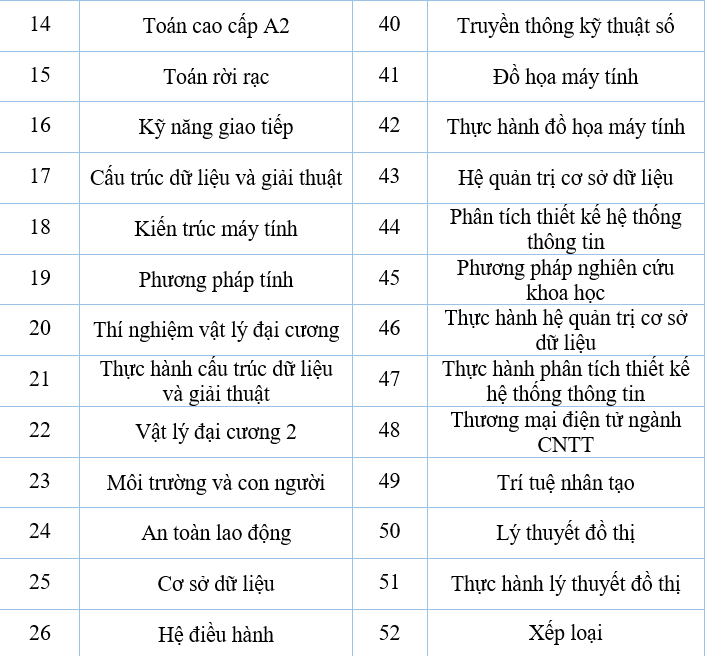 14 Toán cao cấp A2 40 Truyền thông kỹ thuật số
15 Toán rời rạc 41 Đồ họa máy tính
16 Kỹ năng giao tiếp 42 Thực hành đồ họa máy tính
17 Cấu trúc dữ liệu và giải thuật 43 Hệ quản trị cơ sở dữ liệu
18 Kiến trúc máy tính 44 Phân tích thiết kế hệ thống
thông tin
19 Phương pháp tính 45 Phương pháp nghiên cứu
khoa học
20 Thí nghiệm vật lý đại cương 46 Thực hành hệ quản trị cơ sở
dữ liệu
21 Thực hành cấu trúc dữ liệu
và giải thuật
47 Thực hành phân tích thiết kế
hệ thống thông tin
22 Vật lý đại cương 2 48 Thương mại điện tử ngành
CNTT
23 Môi trường và con người 49 Trí tuệ nhân tạo
24 An toàn lao động 50 Lý thuyết đồ thị
25 Cơ sở dữ liệu 51 Thực hành lý thuyết đồ thị
26 Hệ điều hành 52 Xếp loại